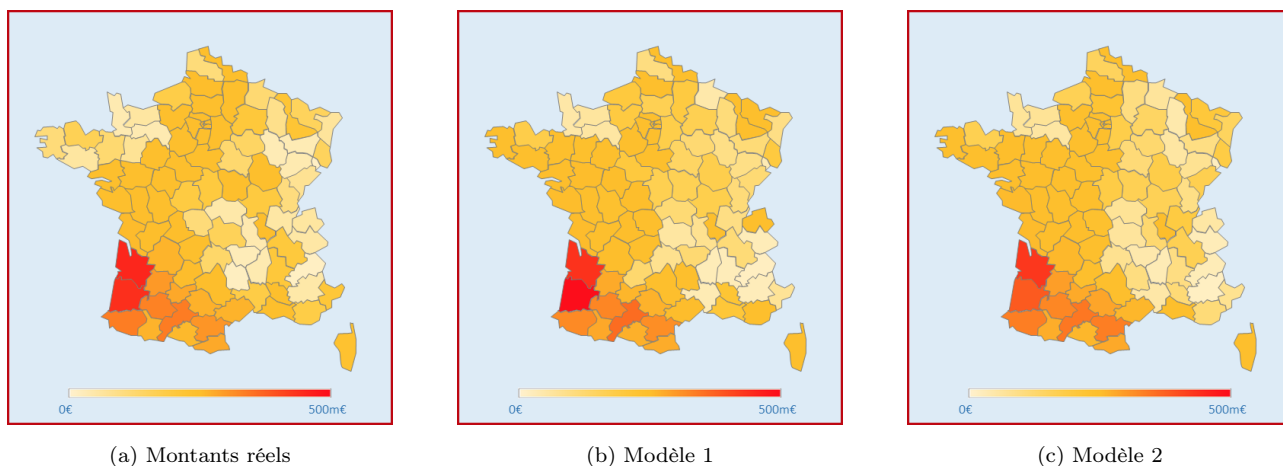 0€ 500m€ 0€ 500m€ 0€ 500m€
(a) Montants réels (b) Modèle 1 (c) Modèle 2